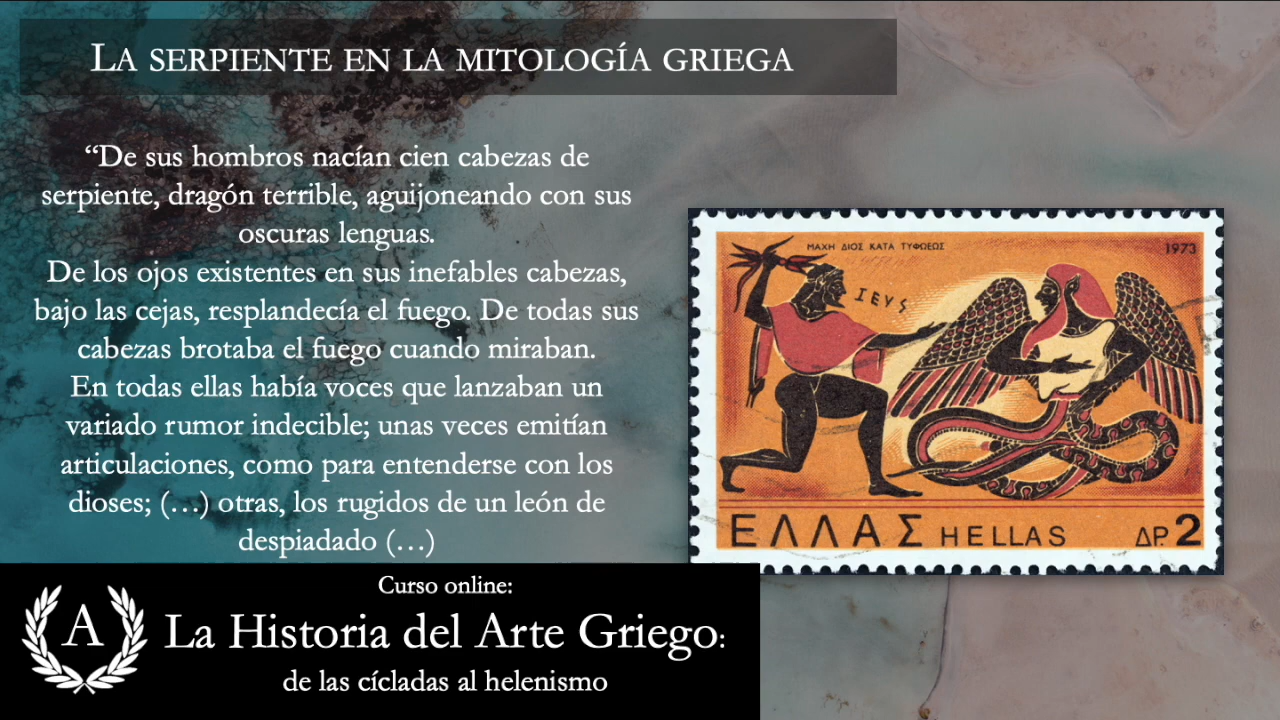 LA SERPIENTE EN LA MITOLOGÍA GRIEGA
“De sus hombros nacían cien cabezas de
serpiente, dragón terrible, aguijoneando con sus
oscuras lenguas.
De los ojos existentes en sus inefables cabezas,
bajo las cejas, resplandecía el fuego. De todas sus
cabezas brotaba el fuego cuando miraban.
En todas ellas había voces que lanzaban un
variado rumor indecible; unas veces emitían
articulaciones, como para entenderse con los
dioses; (…) otras, los rugidos de un león de
despiadado (…)
ΜΑΧΗ ΔΙΟΣ ΚΑΤΑ ΤΥΦΩΕΩΣ
1973
ΙΕΥS
ΕΛΛΑΣ HELLAS ΔΡ. 2
Curso online:
A
La Historia del Arte Griego:
de las cícladas al helenismo